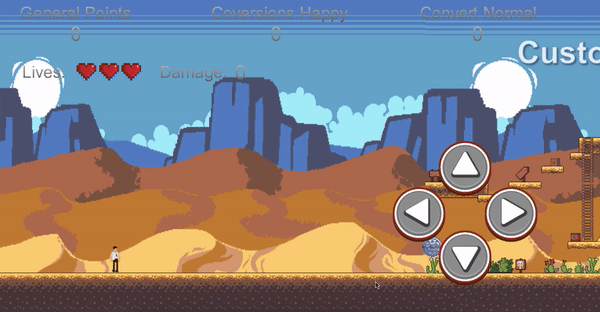 General Points
Coversions Happy
Convert Normal
0
0
0
Custo
Lives:
Damage: 0